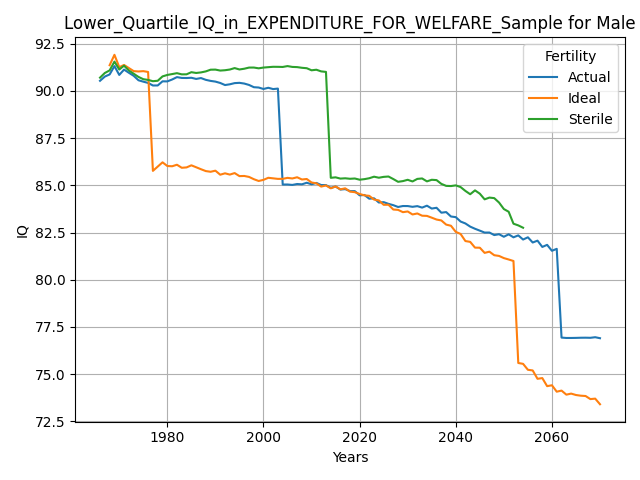 Lower_Quartile_IQ_in_EXPENDITURE_FOR_WELFARE_Sample for Male
Fertility
Actual
Ideal
Sterile
IQ
92.5
90.0
87.5
85.0
82.5
80.0
77.5
75.0
72.5
1980
2000
2020
2040
2060
Years